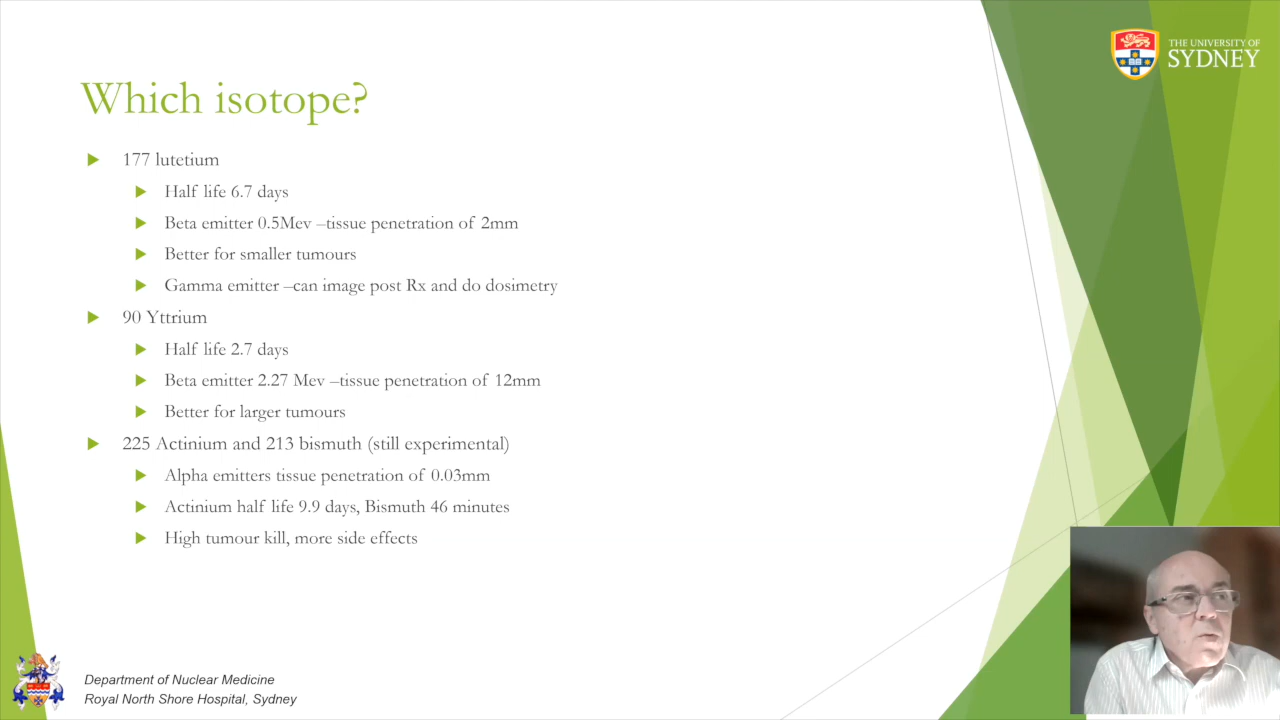 THE UNIVERSITY OF
SYDNEY
Which isotope?
177 lutetium
Half life 6.7 days
Beta emitter 0.5Mev –tissue penetration of 2mm
Better for smaller tumours
Gamma emitter –can image post Rx and do dosimetry
90 Yttrium
Half life 2.7 days
Beta emitter 2.27 Mev –tissue penetration of 12mm
Better for larger tumours
225 Actinium and 213 bismuth (still experimental)
Alpha emitters tissue penetration of 0.03mm
Actinium half life 9.9 days, Bismuth 46 minutes
High tumour kill, more side effects
Department of Nuclear Medicine
Royal North Shore Hospital, Sydney